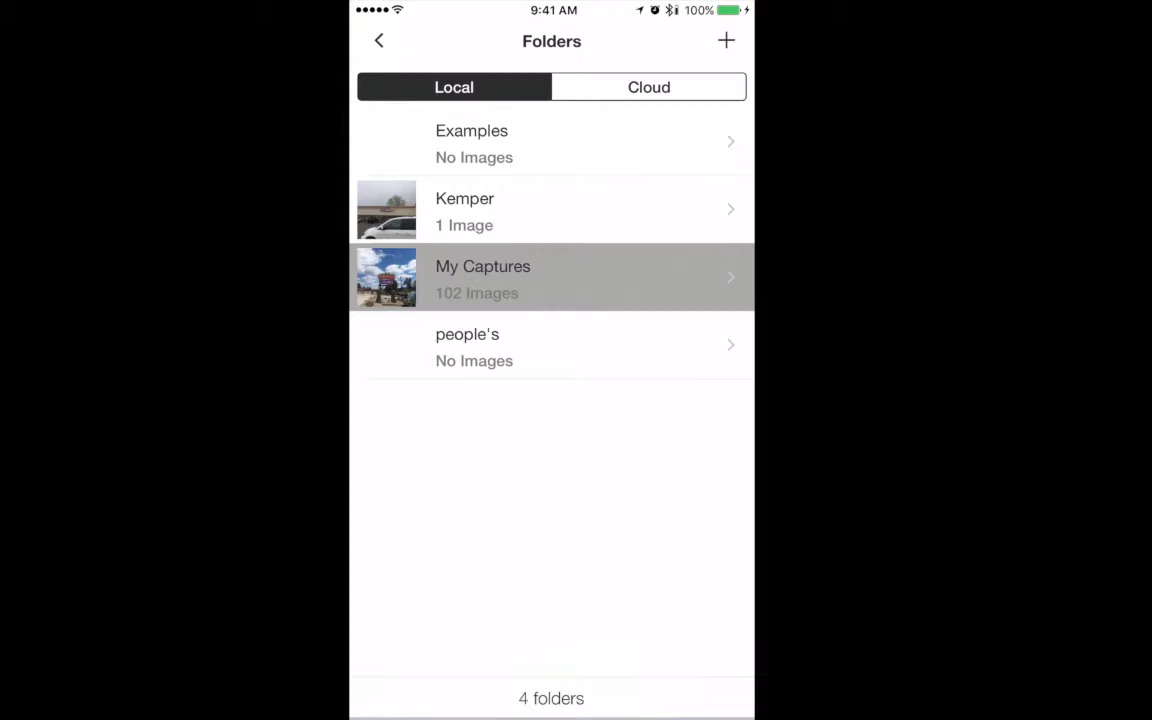 9:41 AM
100%
Folders
Local
Cloud
Examples
No Images
Kemper
1 Image
My Captures
102 Images
people's
No Images
4 folders